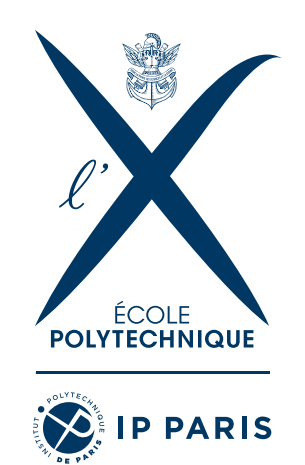 l'X
ÉCOLE
POLYTECHNIQUE
INSTITUT POLYTECHNIQUE DE PARIS
IP PARIS